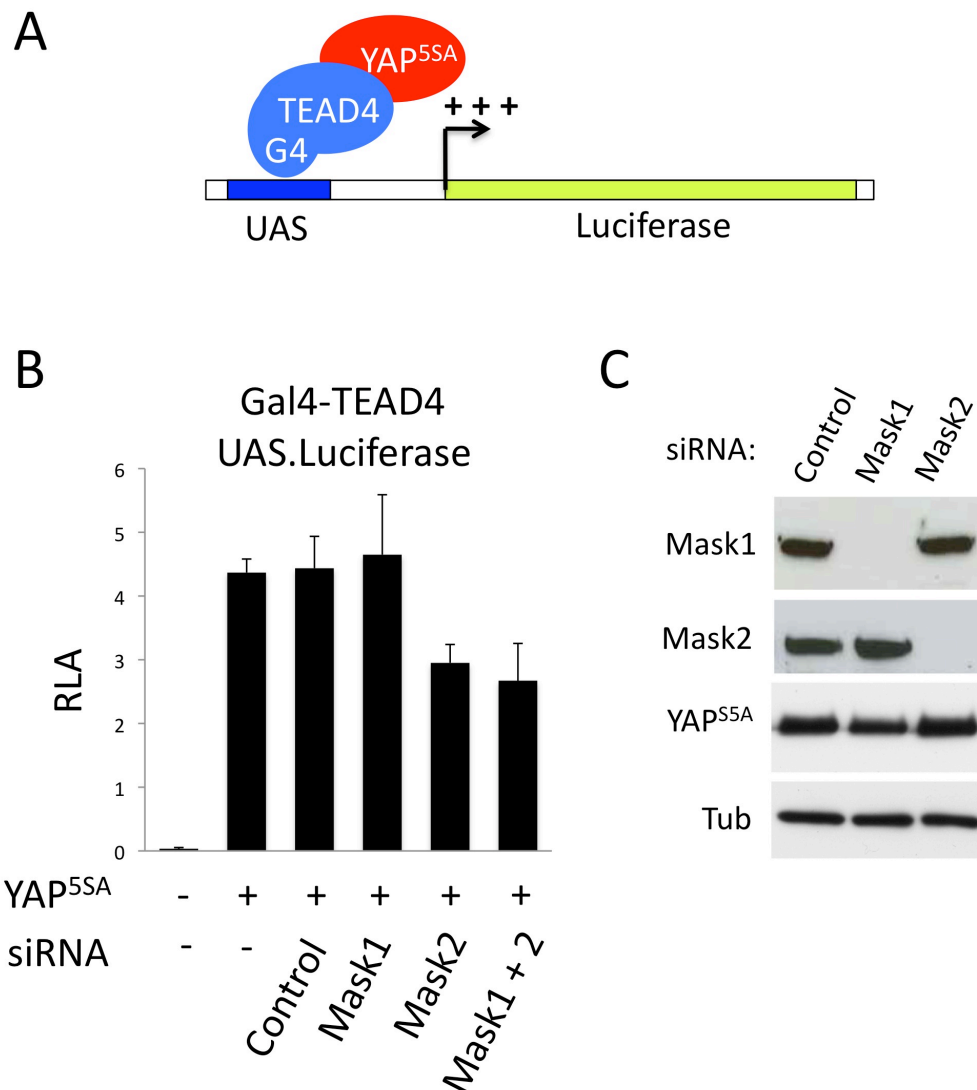 A
YAP5SA
TEAD4
G4
+ + +
UAS
Luciferase
B
Gal4-TEAD4
UAS.Luciferase
6
5
4
3
2
1
0
RLA
YAP5SA - + + + + +
siRNA - - Control Mask1 Mask2 Mask1 + 2
C
siRNA: Control Mask1 Mask2
Mask1
Mask2
YAPS5A
Tub